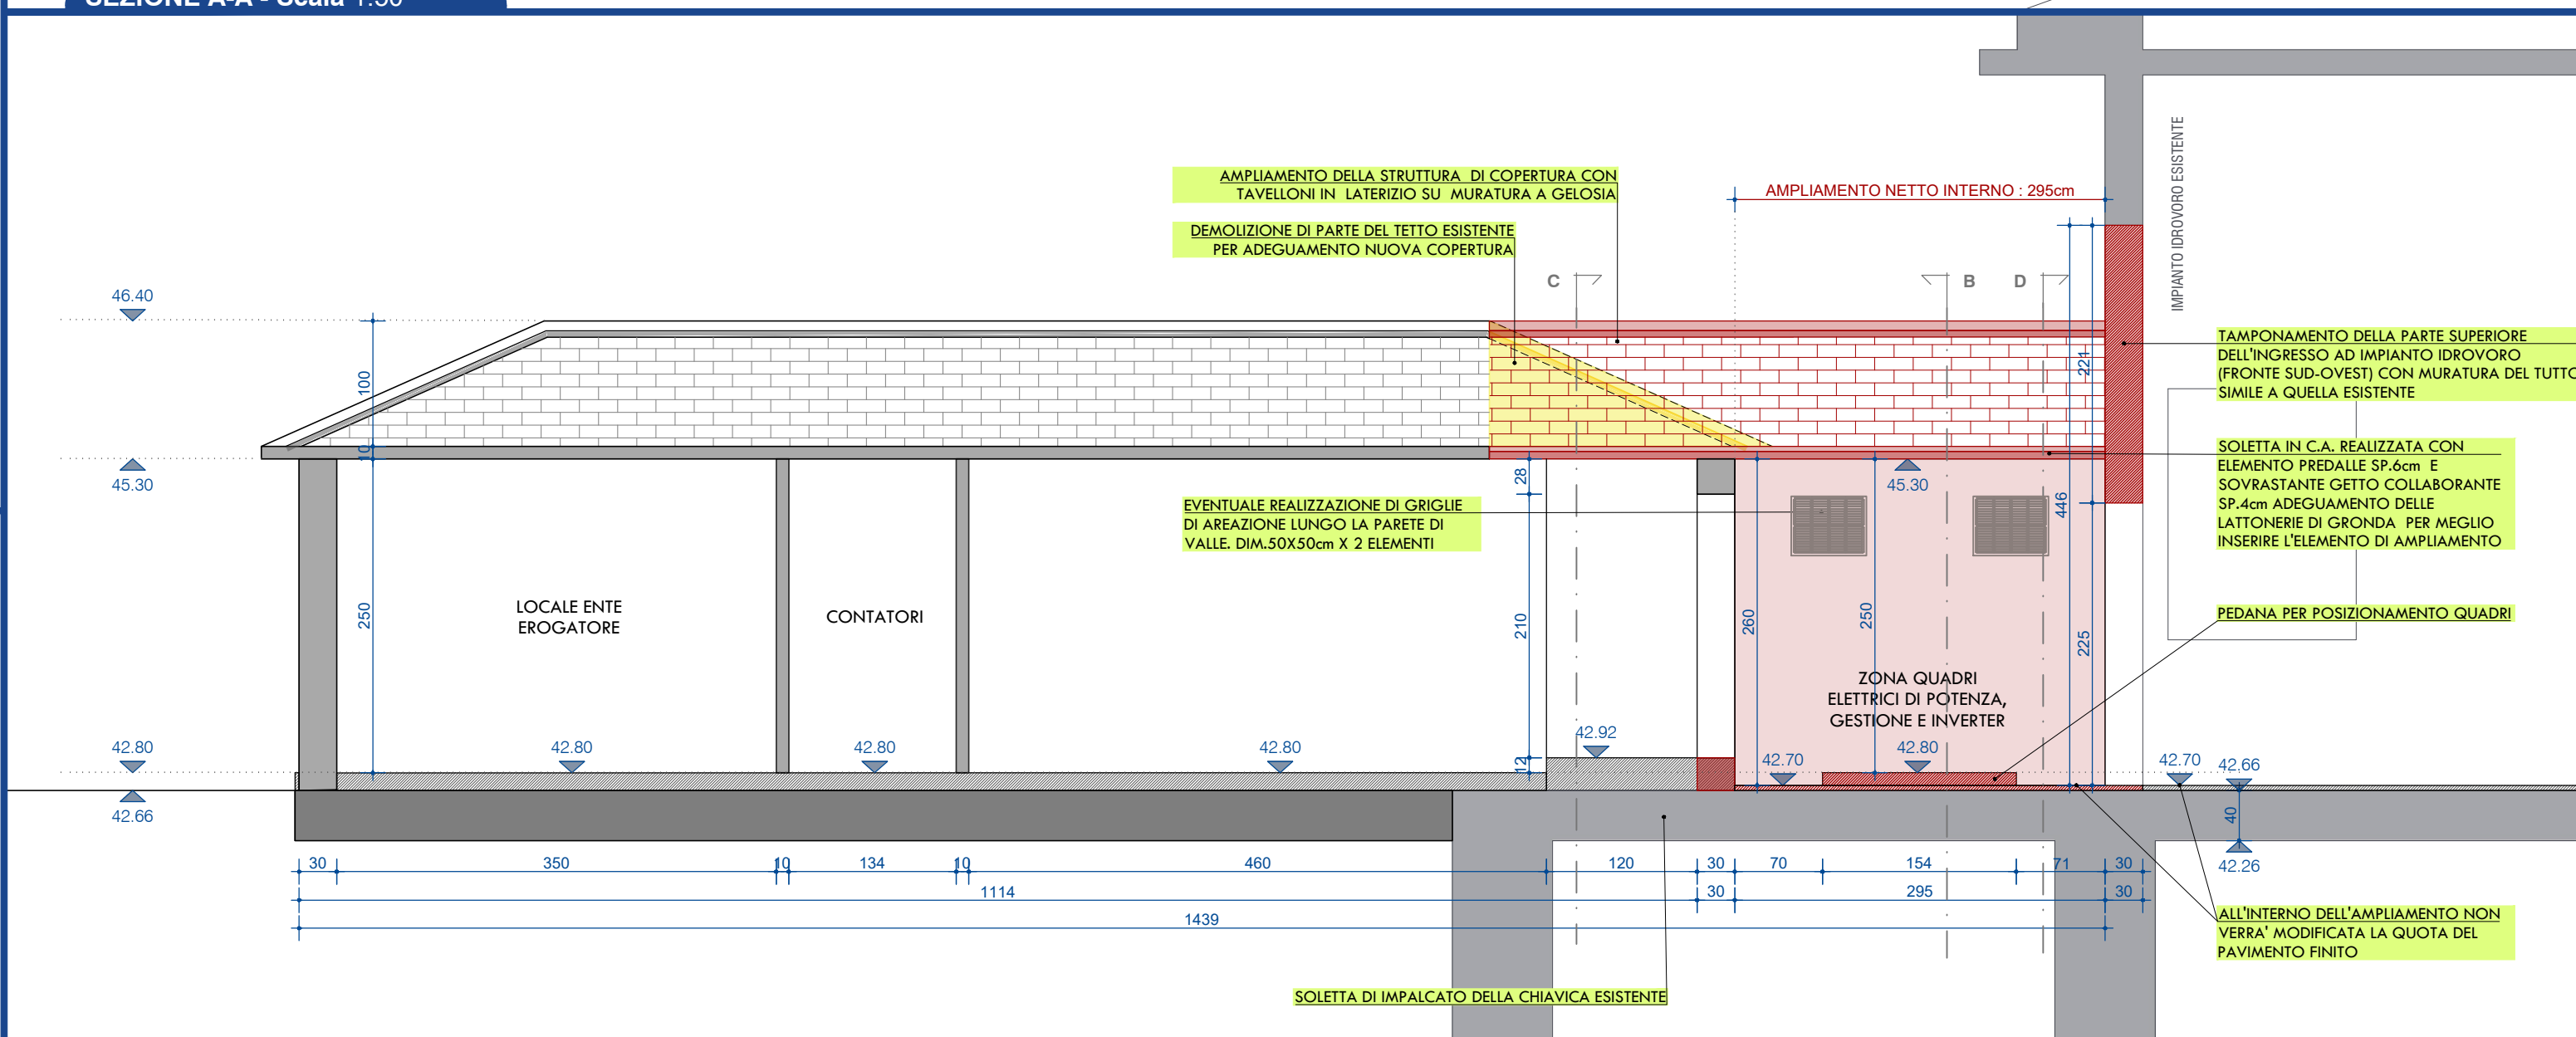 SEZIONE A-A - Scala 1:50
IMPIANTO IDROVORO ESISTENTE
AMPLIAMENTO DELLA STRUTTURA DI COPERTURA CON
TAVELLONI IN LATERIZIO SU MURATURA A GELOSIA
AMPLIAMENTO NETTO INTERNO : 295cm
DEMOLIZIONE DI PARTE DEL TETTO ESISTENTE
PER ADEGUAMENTO NUOVA COPERTURA
C
B
D
46.40
100
10
45.30
221
TAMPONAMENTO DELLA PARTE SUPERIORE
DELL'INGRESSO AD IMPIANTO IDROVORO
(FRONTE SUD-OVEST) CON MURATURA DEL TUTTO
SIMILE A QUELLA ESISTENTE
SOLETTA IN C.A. REALIZZATA CON
ELEMENTO PREDALLE SP.6cm E
SOVRASTANTE GETTO COLLABORANTE
SP.4cm ADEGUAMENTO DELLE
LATTONERIE DI GRONDA PER MEGLIO
INSERIRE L'ELEMENTO DI AMPLIAMENTO
28
45.30
446
EVENTUALE REALIZZAZIONE DI GRIGLIE
DI AREAZIONE LUNGO LA PARETE DI
VALLE. DIM.50X50cm X 2 ELEMENTI
250
LOCALE ENTE
EROGATORE
CONTATORI
210
260
250
225
PEDANA PER POSIZIONAMENTO QUADRI
ZONA QUADRI
ELETTRICI DI POTENZA,
GESTIONE E INVERTER
42.80
42.80
42.80
42.80
42.92
12
42.70
42.80
42.70
42.66
42.66
40
42.26
30
350
10
134
10
460
120
30
70
154
71
30
1114
30
295
30
1439
ALL'INTERNO DELL'AMPLIAMENTO NON
VERRA' MODIFICATA LA QUOTA DEL
PAVIMENTO FINITO
SOLETTA DI IMPALCATO DELLA CHIAVICA ESISTENTE